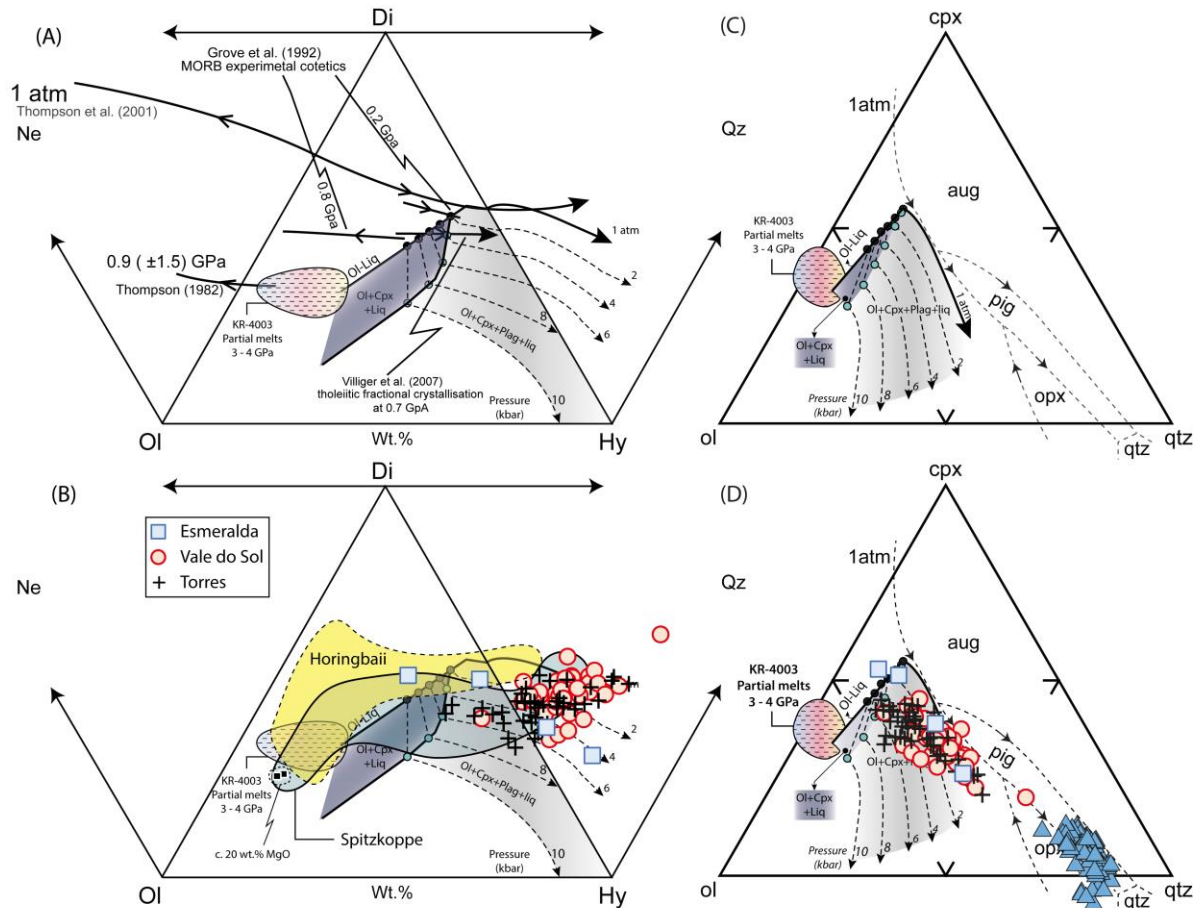 (A)
Di
Grove et al. (1992)
MORB experimetal cotetics
1 atm
Thompson et al. (2001)
Ne
0.2 Gpa
0.8 Gpa
1 atm
0.9 ( ±1.5) GPa
Thompson (1982)
Ol-Liq
KR-4003
Partial melts
3 - 4 GPa
Ol+Cpx
+Liq
Ol+Cpx+Plag+liq
2
4
6
8
10
Villiger et al. (2007)
tholeiitic fractional crystallisation
at 0.7 GpA
Pressure
(kbar)
Ol
Wt.%
Hy
(C)
cpx
1atm
Qz
aug
KR-4003
Partial melts
3 - 4 GPa
Ol-Liq
pig
Ol+Cpx+Plag+liq
1 atm
Ol+Cpx
+Liq
opx
Pressure
(kbar)
10
8
6
4
2
ol
qtz
qtz
(B)
Di
Esmeralda
Vale do Sol
Torres
Ne
Horingbaii
Ol-Liq
Ol+Cpx
+Liq
2
4
6
8
10
KR-4003
Partial melts
3 - 4 GPa
Ol+Cpx+Plag+liq
Spitzkoppe
c. 20 wt.% MgO
Pressure
(kbar)
Ol
Wt.%
Hy
(D)
cpx
1atm
Qz
aug
KR-4003
Partial melts
3 - 4 GPa
Ol-Liq
pig
Ol+Cpx+
Ol+Cpx
+Liq
opx
Pressure
(kbar)
10
8
6
4
2
ol
qtz
qtz